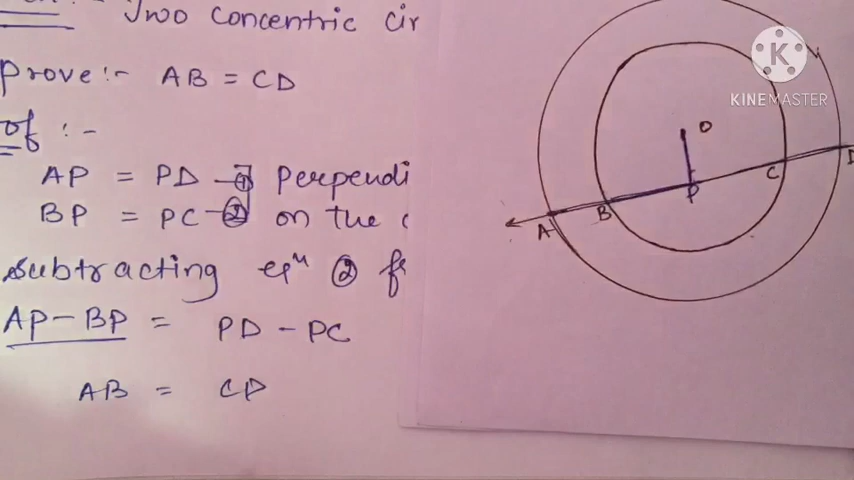 Two Concentric Cir
Prove :- AB = CD
of :-
AP = PD — ① } Perpendi
BP = PC — ② on the
Subtracting eqⁿ ② f
AP - BP = PD - PC
AB = CD
O
A B P C D
K
KINEMASTER